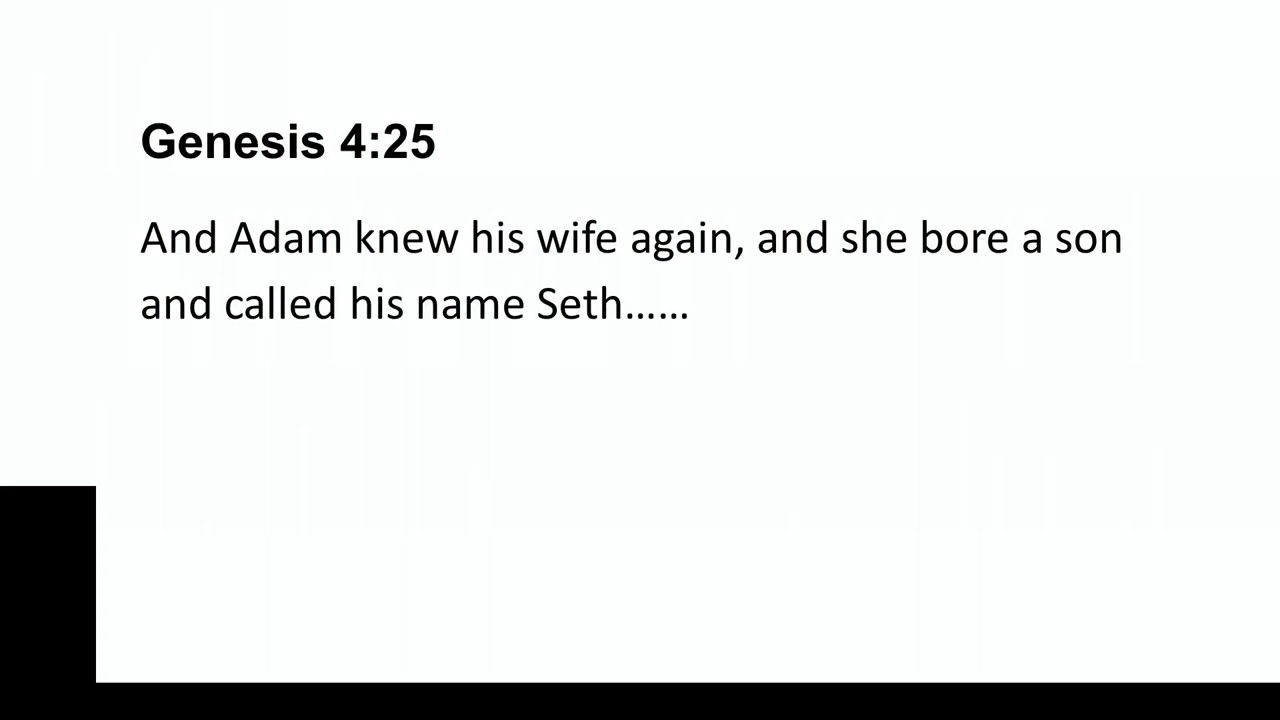 Genesis 4:25
And Adam knew his wife again, and she bore a son
and called his name Seth……